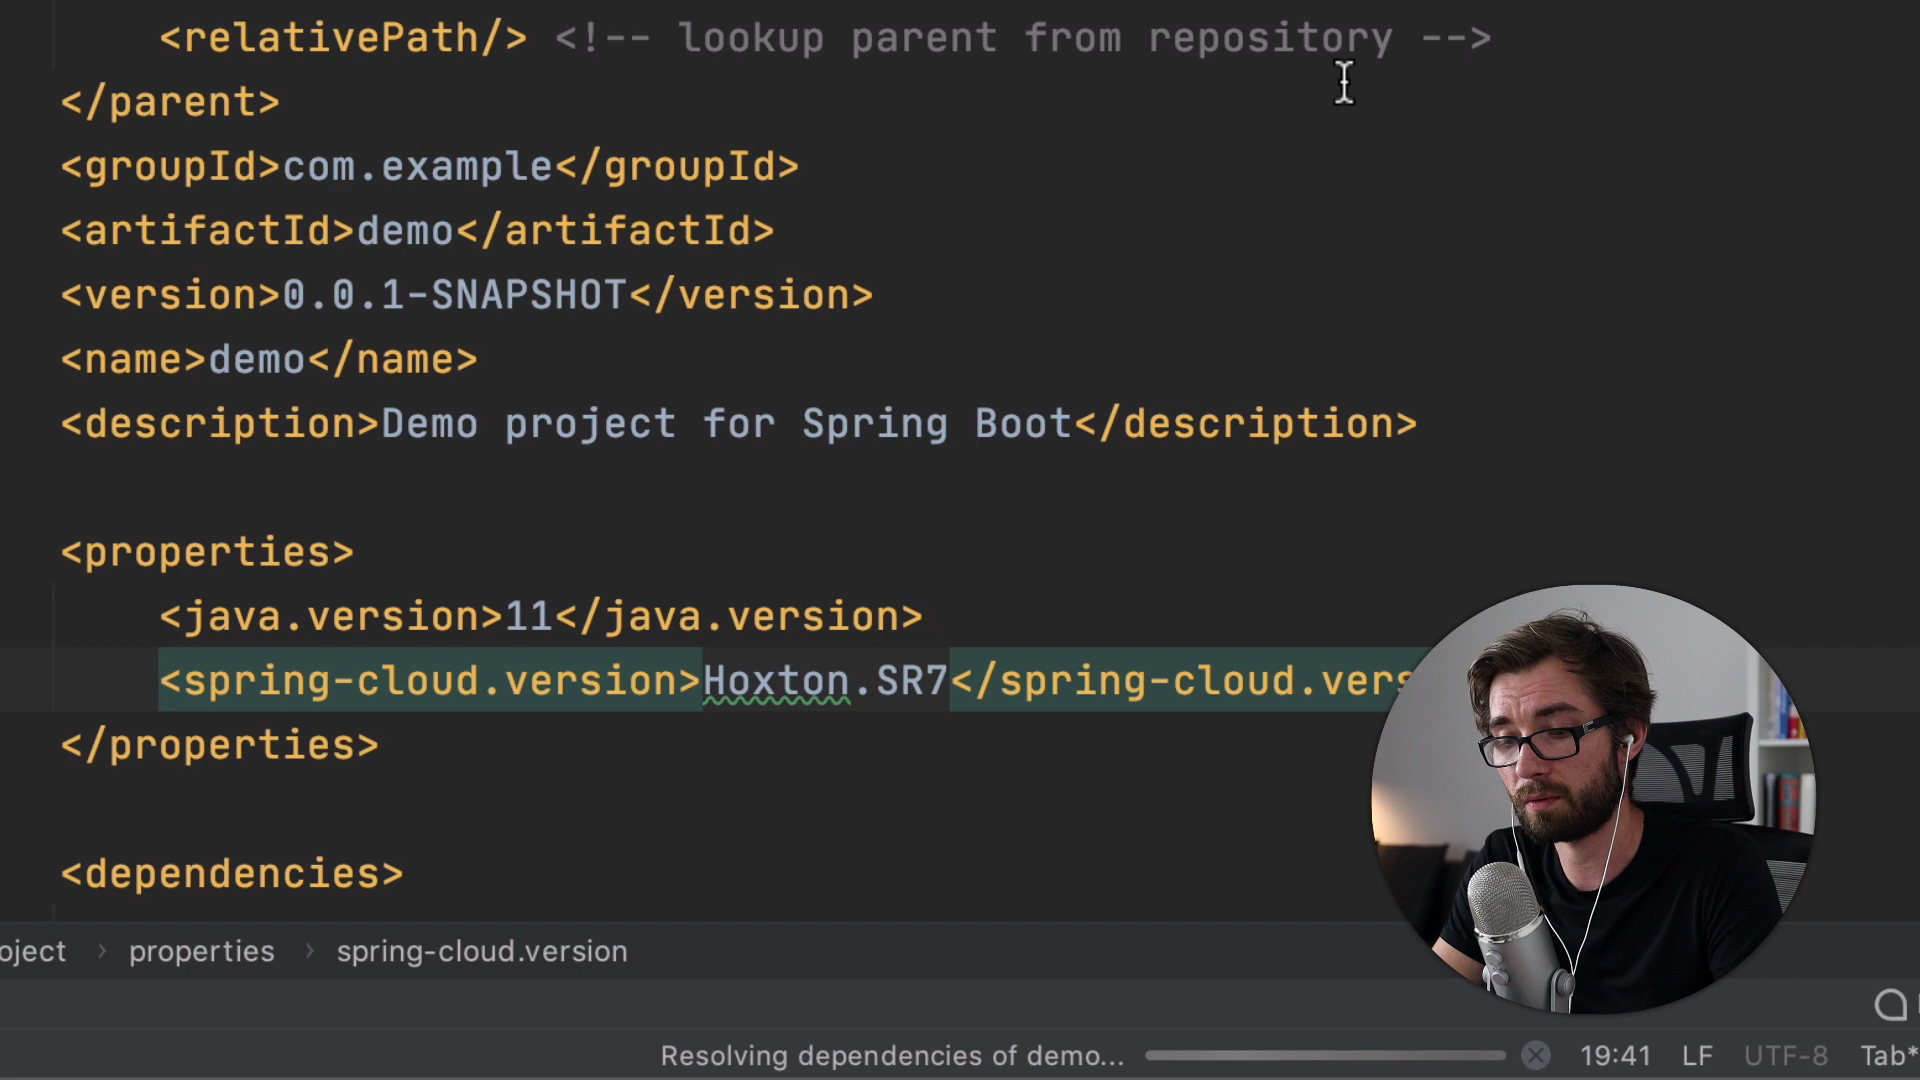 <relativePath/> <!-- lookup parent from repository -->
</parent>
<groupId>com.example</groupId>
<artifactId>demo</artifactId>
<version>0.0.1-SNAPSHOT</version>
<name>demo</name>
<description>Demo project for Spring Boot</description>
<properties>
<java.version>11</java.version>
<spring-cloud.version>Hoxton.SR7</spring-cloud.vers
</properties>
<dependencies>
oject › properties › spring-cloud.version
Resolving dependencies of demo... 19:41 LF UTF-8 Tab*